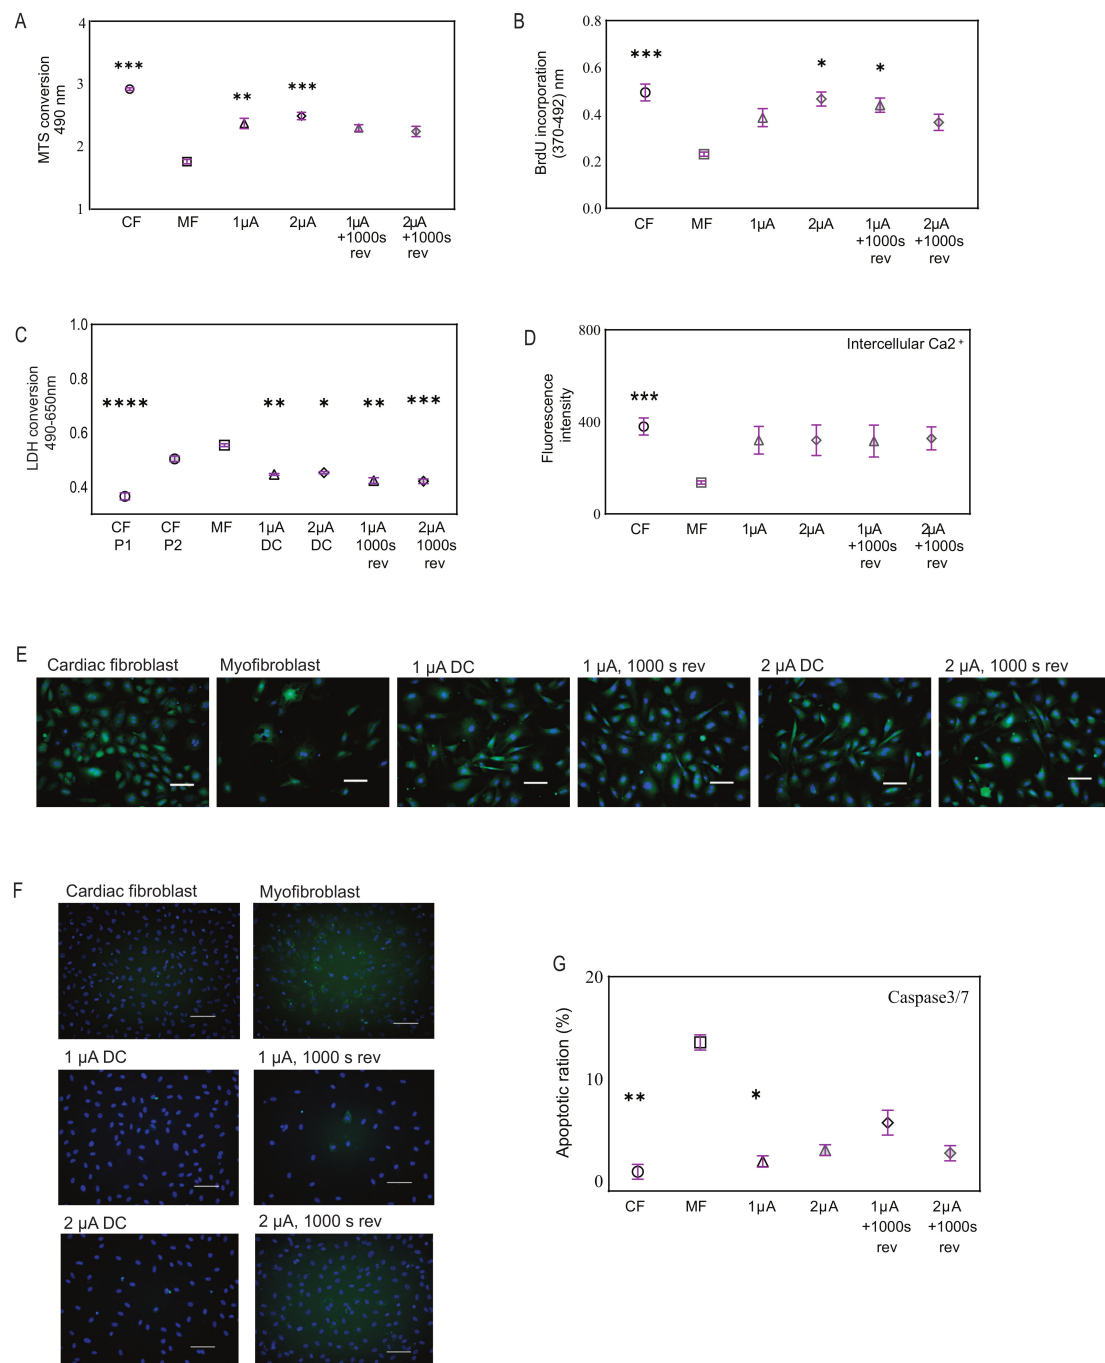 A
MTS conversion
490 nm
4
3
2
1
***
**
***
CF
MF
1µA
2µA
1µA
+1000s
rev
2µA
+1000s
rev
B
BrdU incorporation
(370-492) nm
0.8
0.6
0.4
0.2
0.0
***
*
*
CF
MF
1µA
2µA
1µA
+1000s
rev
2µA
+1000s
rev
C
LDH conversion
490-650nm
1.0
0.8
0.6
0.4
****
**
*
**
***
CF
P1
CF
P2
MF
1µA
DC
2µA
DC
1µA
1000s
rev
2µA
1000s
rev
D
Fluorescence
intensity
800
400
0
Intercellular Ca2+
***
CF
MF
1µA
2µA
1µA
+1000s
rev
2µA
+1000s
rev
E
Cardiac fibroblast
Myofibroblast
1 µA DC
1 µA, 1000 s rev
2 µA DC
2 µA, 1000 s rev
F
Cardiac fibroblast
Myofibroblast
1 µA DC
1 µA, 1000 s rev
2 µA DC
2 µA, 1000 s rev
G
Apoptotic ration (%)
20
10
0
Caspase3/7
**
*
CF
MF
1µA
2µA
1µA
+1000s
rev
2µA
+1000s
rev